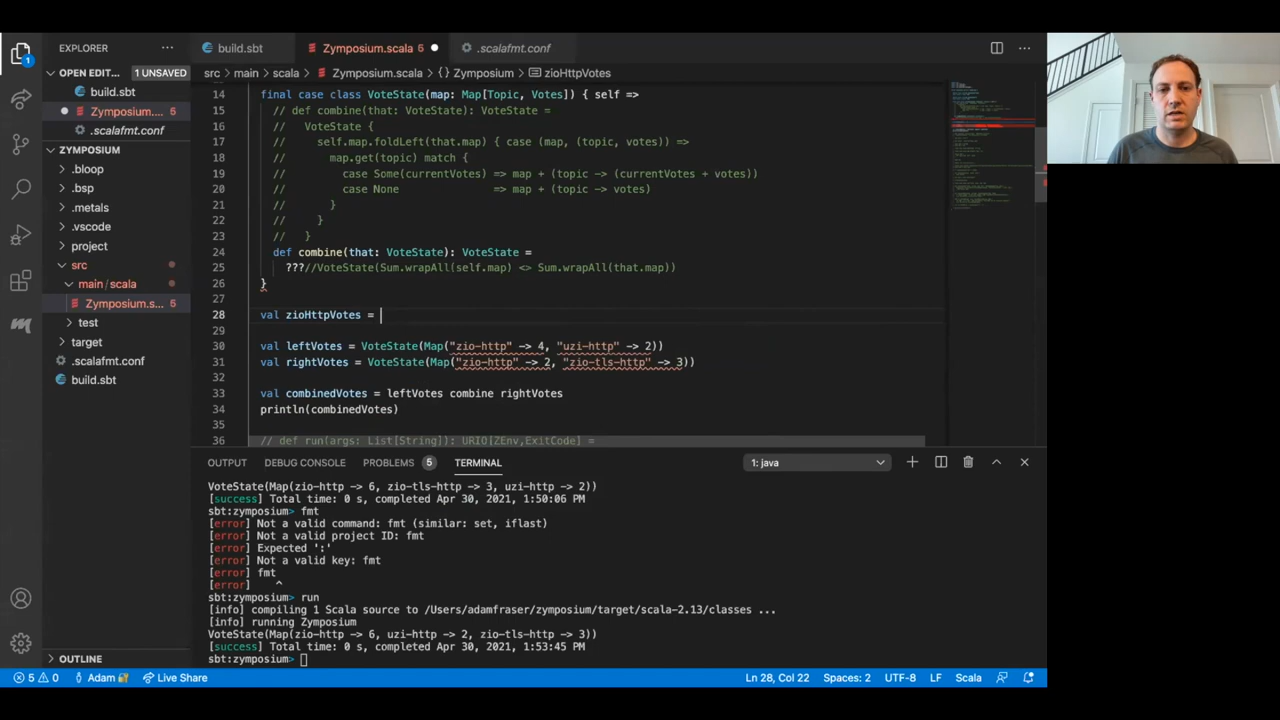 EXPLORER
build.sbt
Zymposium.scala 6
.scalafmt.conf
OPEN EDIT... 1 UNSAVED
src > main > scala > Zymposium.scala > {} Zymposium > zioHttpVotes
build.sbt
Zymposium.... 5
.scalafmt.conf
ZYMPOSIUM
.bloop
.bsp
.metals
.vscode
project
src
main / scala
Zymposium.s... 5
test
target
.scalafmt.conf
build.sbt
OUTLINE
14 final case class VoteState(map: Map[Topic, Votes]) { self =>
15 // def combine(that: VoteState): VoteState =
16 // VoteState {
17 // self.map.foldLeft(that.map) { case (map, (topic, votes)) =>
18 // map.get(topic) match {
19 // case Some(currentVotes) => map + (topic -> (currentVotes + votes))
20 // case None => map + (topic -> votes)
21 // }
22 // }
23 // }
24 def combine(that: VoteState): VoteState =
25 ???//VoteState(Sum.wrapAll(self.map) <> Sum.wrapAll(that.map))
26 }
27
28 val zioHttpVotes =
29
30 val leftVotes = VoteState(Map("zio-http" -> 4, "uzi-http" -> 2))
31 val rightVotes = VoteState(Map("zio-http" -> 2, "zio-tls-http" -> 3))
32
33 val combinedVotes = leftVotes combine rightVotes
34 println(combinedVotes)
35
36 // def run(args: List[String]): URIO[ZEnv,ExitCode] =
OUTPUT DEBUG CONSOLE PROBLEMS 5 TERMINAL 1: java
VoteState(Map(zio-http -> 6, zio-tls-http -> 3, uzi-http -> 2))
[success] Total time: 0 s, completed Apr 30, 2021, 1:50:06 PM
sbt:zymposium> fmt
[error] Not a valid command: fmt (similar: set, iflast)
[error] Not a valid project ID: fmt
[error] Expected ':'
[error] Not a valid key: fmt
[error] fmt
[error] ^
sbt:zymposium> run
[info] compiling 1 Scala source to /Users/adamfraser/zymposium/target/scala-2.13/classes ...
[info] running Zymposium
VoteState(Map(zio-http -> 6, uzi-http -> 2, zio-tls-http -> 3))
[success] Total time: 0 s, completed Apr 30, 2021, 1:53:45 PM
sbt:zymposium>
5 0 Adam Live Share Ln 28, Col 22 Spaces: 2 UTF-8 LF Scala